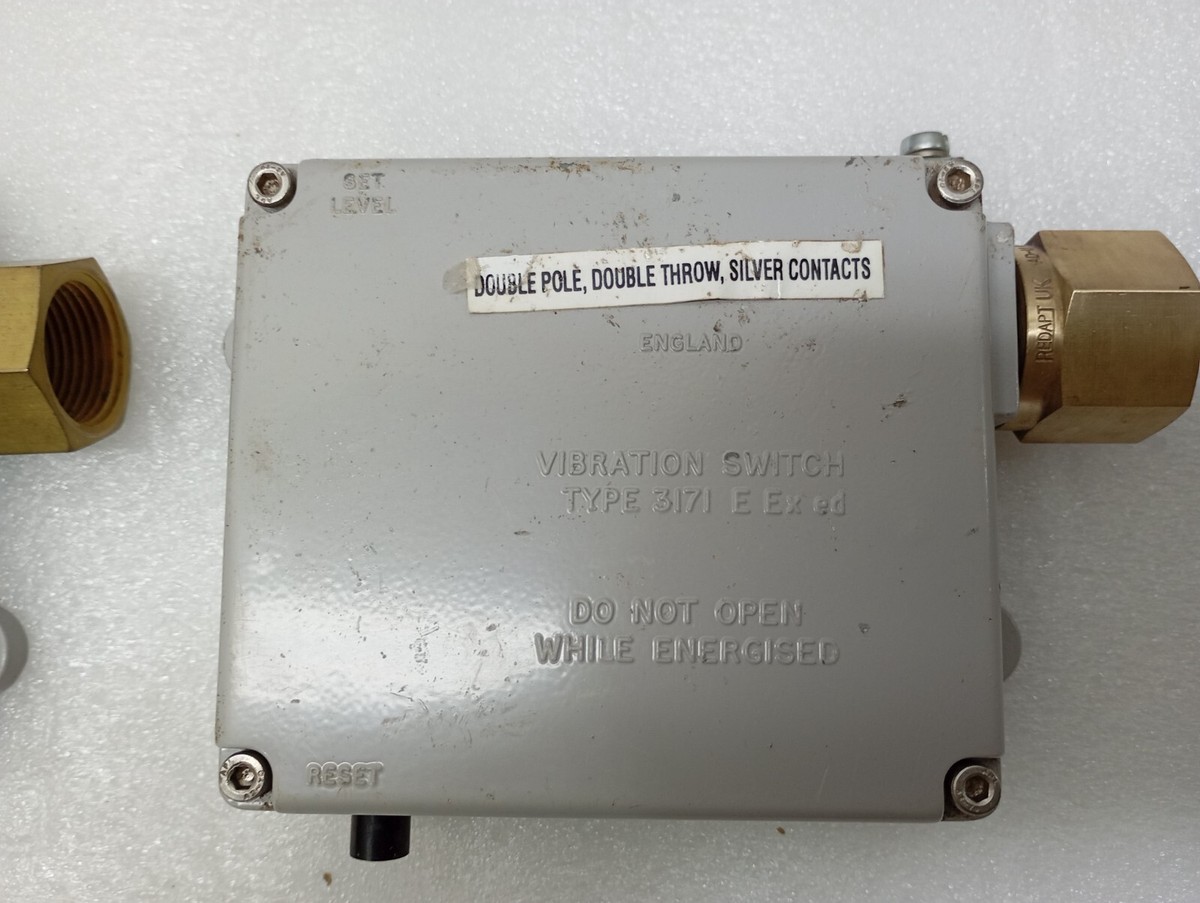 SET
LEVEL
DOUBLE POLE, DOUBLE THROW, SILVER CONTACTS
ENGLAND
REDAPT UK
VIBRATION SWITCH
TYPE 3171 E Ex ed
DO NOT OPEN
WHILE ENERGISED
RESET